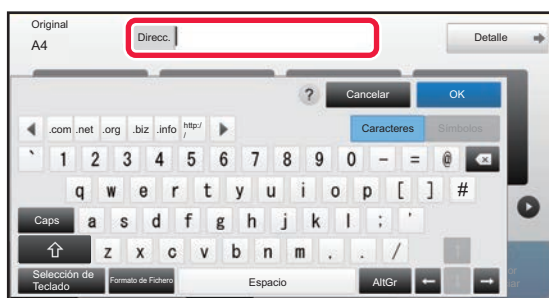 Original
A4
Direcc.
Detalle
?
Cancelar
OK
.com .net .org .biz .info http://
Caracteres
Símbolos
` 1 2 3 4 5 6 7 8 9 0 - = @
q w e r t y u i o p [ ] #
Caps a s d f g h j k l ; '
z x c v b n m . . /
Selección de
Teclado
Formato de Fichero
Espacio
AltGr